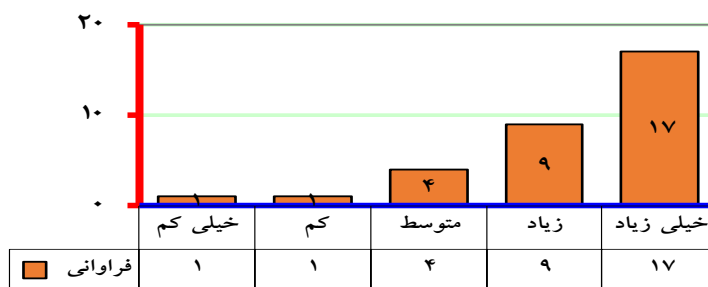 ۲۰
۱۰
۰
۱ ۱ ۴ ۹ ۱۷
خیلی کم کم متوسط زیاد خیلی زیاد
فراوانی ۱ ۱ ۴ ۹ ۱۷